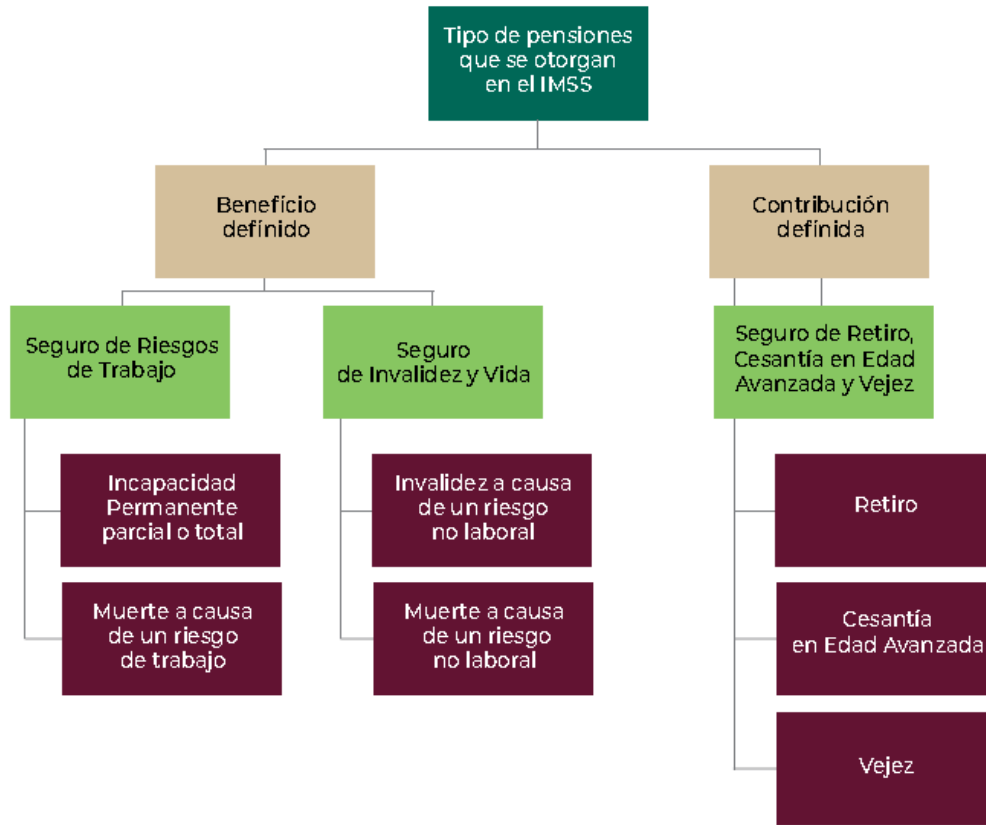 Tipo de pensiones
que se otorgan
en el IMSS
Beneficio
definido
Contribución
definida
Seguro de Riesgos
de Trabajo
Seguro
de Invalidez y Vida
Seguro de Retiro,
Cesantía en Edad
Avanzada y Vejez
Incapacidad
Permanente
parcial o total
Invalidez a causa
de un riesgo
no laboral
Retiro
Muerte a causa
de un riesgo
de trabajo
Muerte a causa
de un riesgo
no laboral
Cesantía
en Edad Avanzada
Vejez